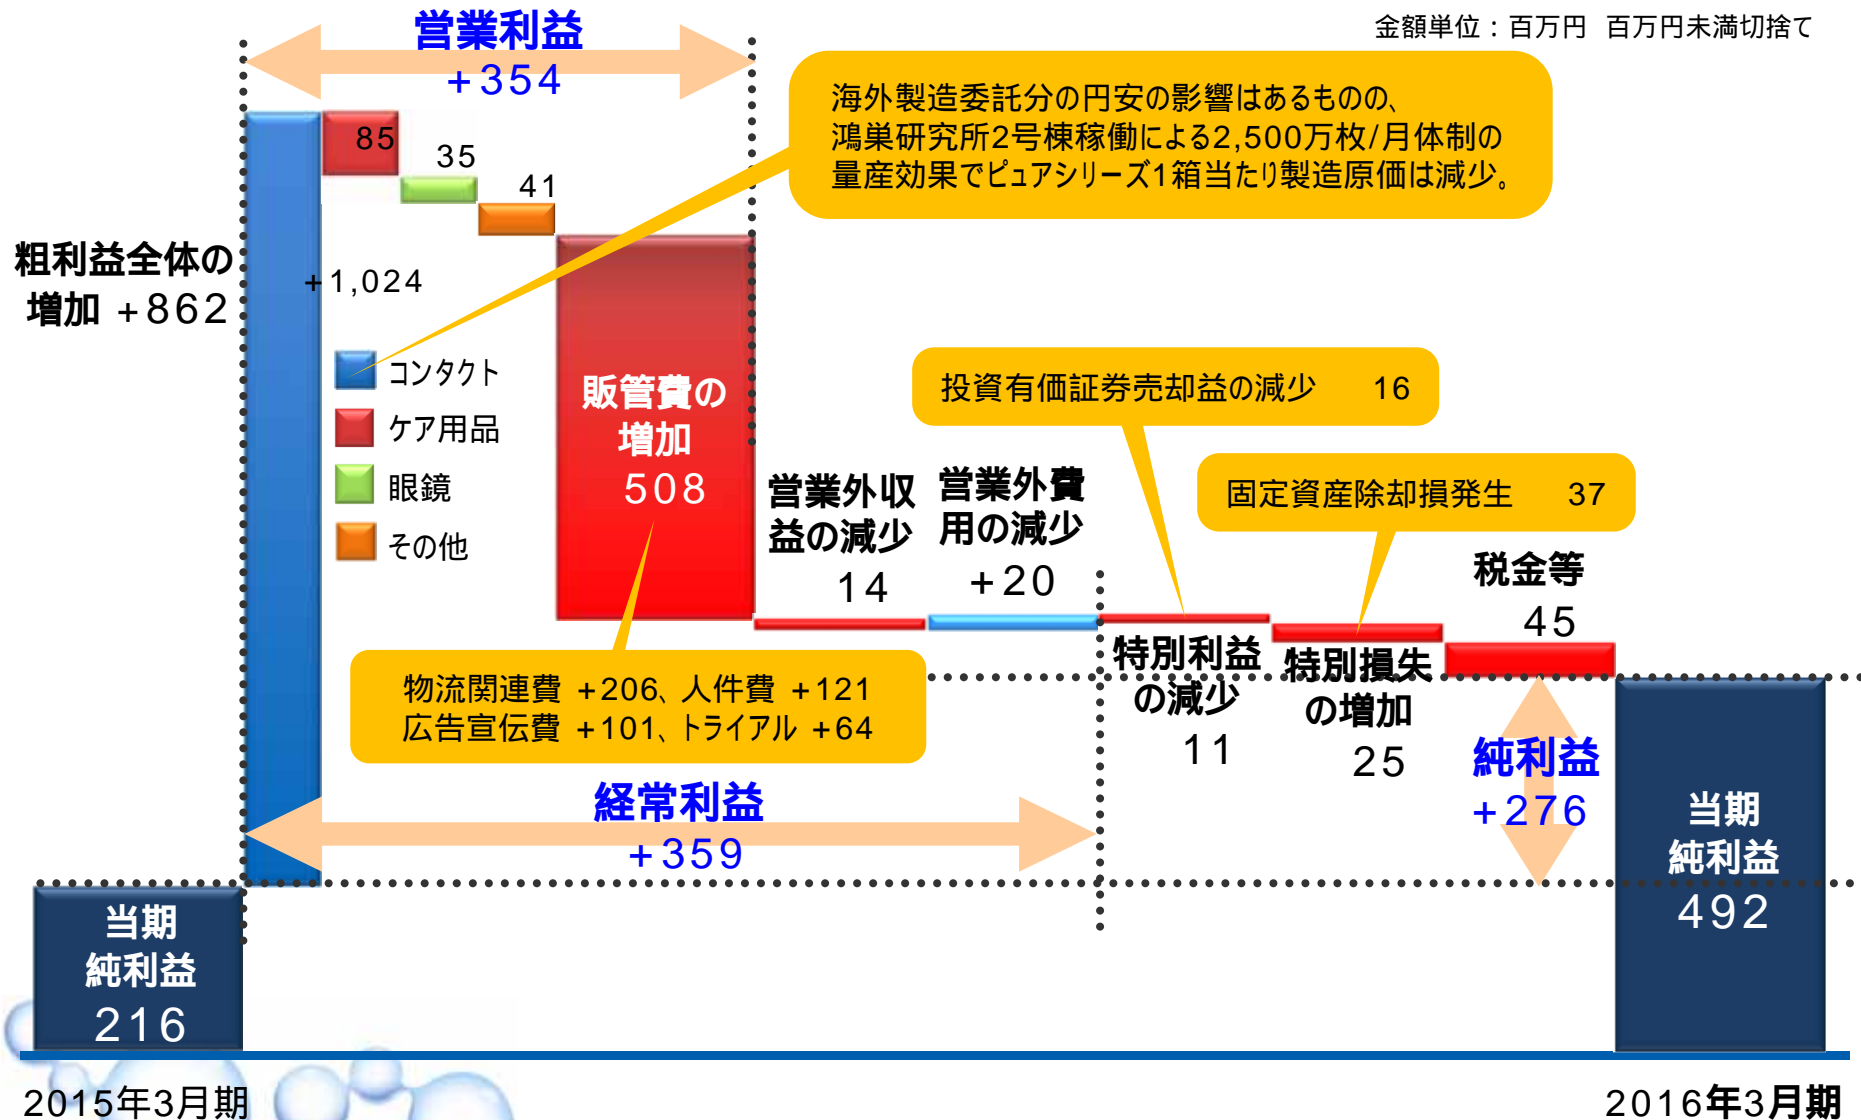 金額単位：百万円 百万円未満切捨て
営業利益
+354
海外製造委託分の円安の影響はあるものの、
鴻巣研究所2号棟稼働による2,500万枚/月体制の
量産効果でピュアシリーズ1箱当たり製造原価は減少。
85
35
41
粗利益全体の
増加 +862
+1,024
コンタクト
ケア用品
眼鏡
その他
販管費の
増加
508
投資有価証券売却益の減少 16
固定資産除却損発生 37
営業外収
益の減少
14
営業外費
用の減少
+20
税金等
45
特別利益
の減少
11
特別損失
の増加
25
物流関連費 +206、人件費 +121
広告宣伝費 +101、トライアル +64
純利益
+276
経常利益
+359
当期
純利益
492
当期
純利益
216
2015年3月期
2016年3月期